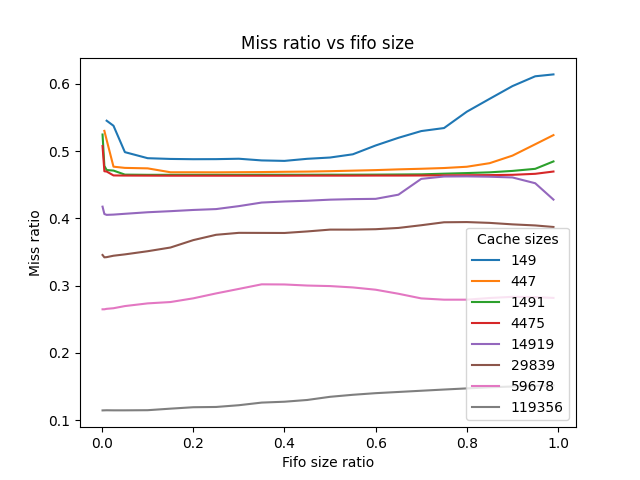 Miss ratio vs fifo size
Miss ratio
0.6
0.5
0.4
0.3
0.2
0.1
Cache sizes
149
447
1491
4475
14919
29839
59678
119356
0.0 0.2 0.4 0.6 0.8 1.0
Fifo size ratio